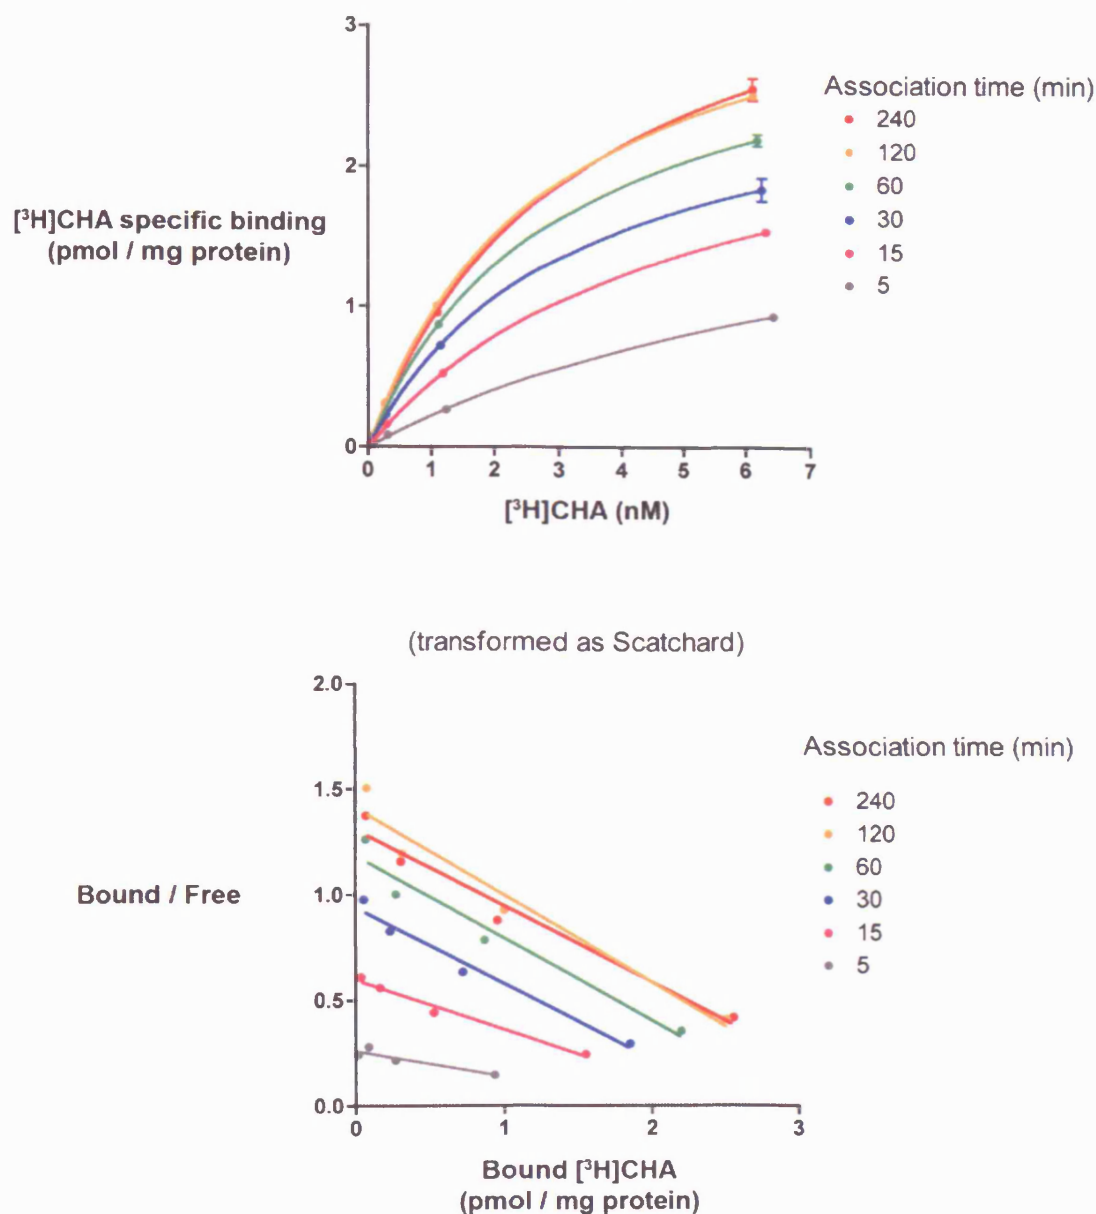 3
2
1
0
[³H]CHA specific binding
(pmol / mg protein)
0 1 2 3 4 5 6 7
[³H]CHA (nM)
Association time (min)
240
120
60
30
15
5
(transformed as Scatchard)
2.0
1.5
1.0
0.5
0.0
Bound / Free
0 1 2 3
Bound [³H]CHA
(pmol / mg protein)
Association time (min)
240
120
60
30
15
5